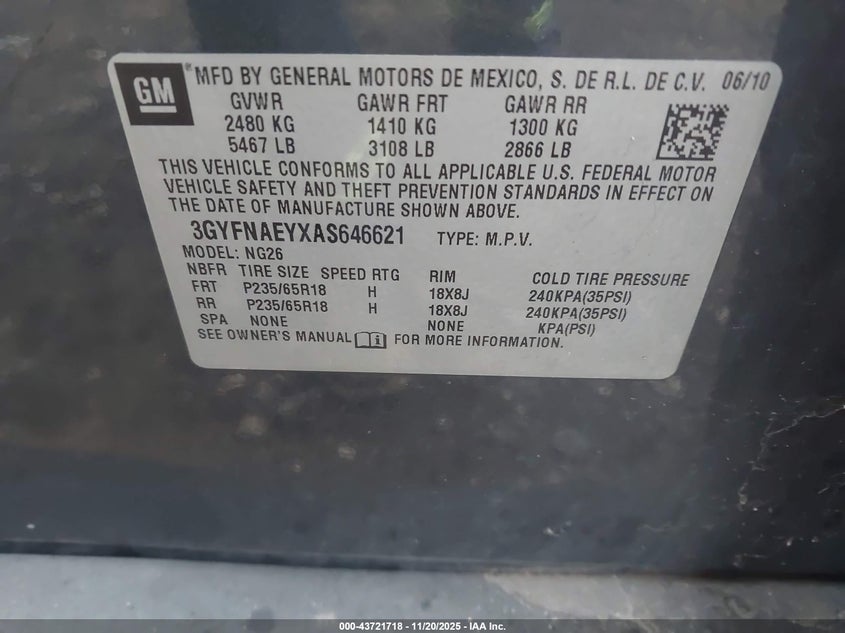 GM ® MFD BY GENERAL MOTORS DE MEXICO, S. DE R.L. DE C.V. 06/10
GVWR GAWR FRT GAWR RR
2480 KG 1410 KG 1300 KG
5467 LB 3108 LB 2866 LB
THIS VEHICLE CONFORMS TO ALL APPLICABLE U.S. FEDERAL MOTOR
VEHICLE SAFETY AND THEFT PREVENTION STANDARDS IN EFFECT ON
THE DATE OF MANUFACTURE SHOWN ABOVE.
3GYFNAEYXAS646621 TYPE: M.P.V.
MODEL: NG26
NBFR TIRE SIZE SPEED RTG RIM COLD TIRE PRESSURE
FRT P235/65R18 H 18X8J 240KPA(35PSI)
RR P235/65R18 H 18X8J 240KPA(35PSI)
SPA NONE NONE KPA(PSI)
SEE OWNER'S MANUAL FOR MORE INFORMATION.
000-43721718 - 11/20/2025 - IAA Inc.